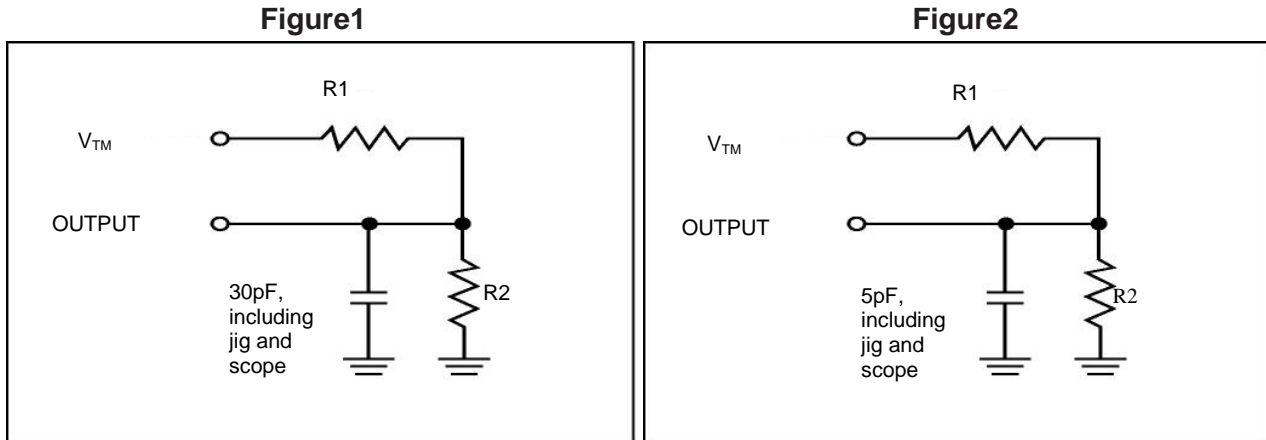 Figure1
R1
VTM
OUTPUT
30pF,
including
jig and
scope
R2
Figure2
R1
VTM
OUTPUT
5pF,
including
jig and
scope
R2